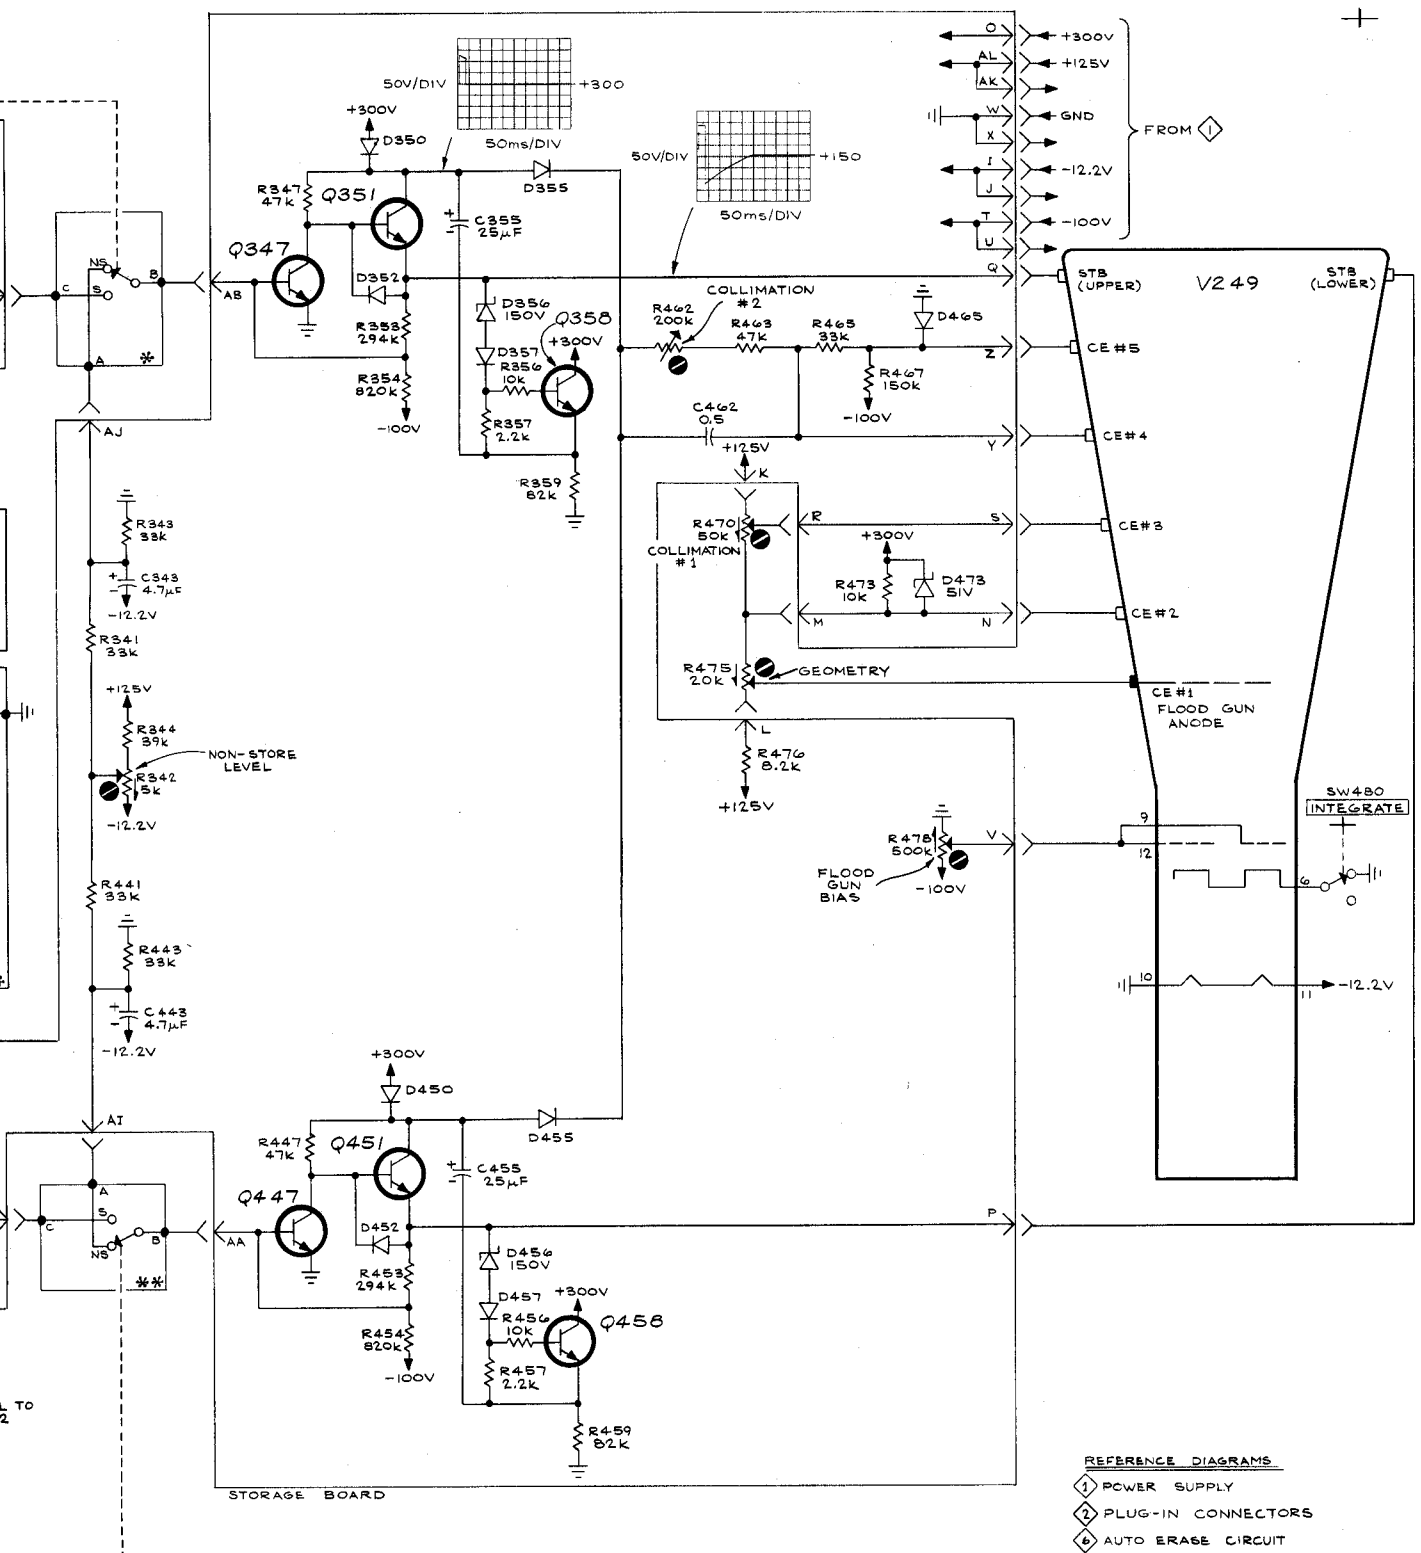 O
+300V
AL
+125V
AK
W
GND
X
FROM 1
I
-12.2V
J
T
-100V
U
50V/DIV
+300
50ms/DIV
+300V
D350
50V/DIV
+150
50ms/DIV
R347
47K
Q351
D355
C355
25μF
Q347
NS
B
C
S
A
*
AB
D352
R353
294K
R354
820K
-100V
D356
150V
D357
R356
10K
Q358
+300V
R357
2.2K
R359
82K
COLLIMATION
#2
R462
200K
R463
47K
R465
33K
D465
R467
150K
-100V
C462
0.5
Q
Z
Y
STB
(UPPER)
V249
STB
(LOWER)
CE#5
CE#4
CE#3
CE#2
CE#1
FLOOD GUN
ANODE
+125V
K
R470
50K
COLLIMATION
#1
R
S
+300V
R473
10K
D473
51V
M
N
R475
20K
GEOMETRY
L
R476
8.2K
+125V
AJ
R343
33K
C343
4.7μF
-12.2V
R341
33K
+125V
R344
39K
NON-STORE
LEVEL
R342
5K
-12.2V
R441
33K
R443
33K
C443
4.7μF
-12.2V
AI
R478
500K
V
FLOOD
GUN
BIAS
-100V
9
12
SW480
INTEGRATE
6
10
11
-12.2V
+300V
D450
R447
47K
Q451
D455
C455
25μF
Q447
A
S
C
NS
B
**
AA
D452
R453
294K
R454
820K
-100V
D456
150V
D457
R456
10K
+300V
Q458
R457
2.2K
R459
82K
P
L TO
2
STORAGE BOARD
REFERENCE DIAGRAMS
1 POWER SUPPLY
2 PLUG-IN CONNECTORS
6 AUTO ERASE CIRCUIT